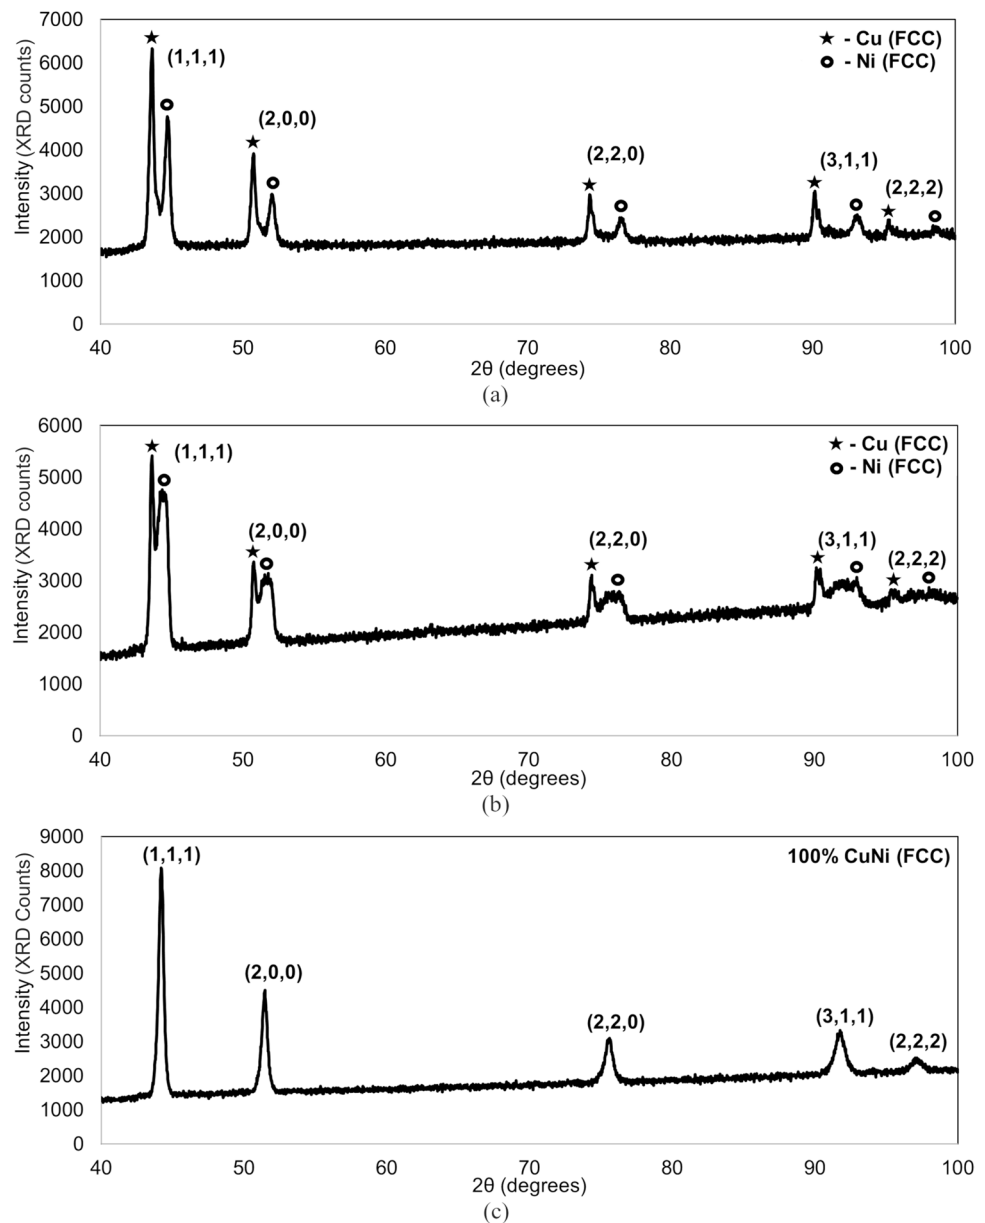 7000
6000
5000
4000
3000
2000
1000
0
Intensity (XRD counts)
(1,1,1)
(2,0,0)
(2,2,0)
(3,1,1)
(2,2,2)
★ - Cu (FCC)
o - Ni (FCC)
40 50 60 70 80 90 100
2θ (degrees)
(a)
6000
5000
4000
3000
2000
1000
0
Intensity (XRD counts)
(1,1,1)
(2,0,0)
(2,2,0)
(3,1,1)
(2,2,2)
★ - Cu (FCC)
o - Ni (FCC)
40 50 60 70 80 90 100
2θ (degrees)
(b)
9000
8000
7000
6000
5000
4000
3000
2000
1000
0
Intensity (XRD Counts)
(1,1,1)
(2,0,0)
(2,2,0)
(3,1,1)
(2,2,2)
100% CuNi (FCC)
40 50 60 70 80 90 100
2θ (degrees)
(c)